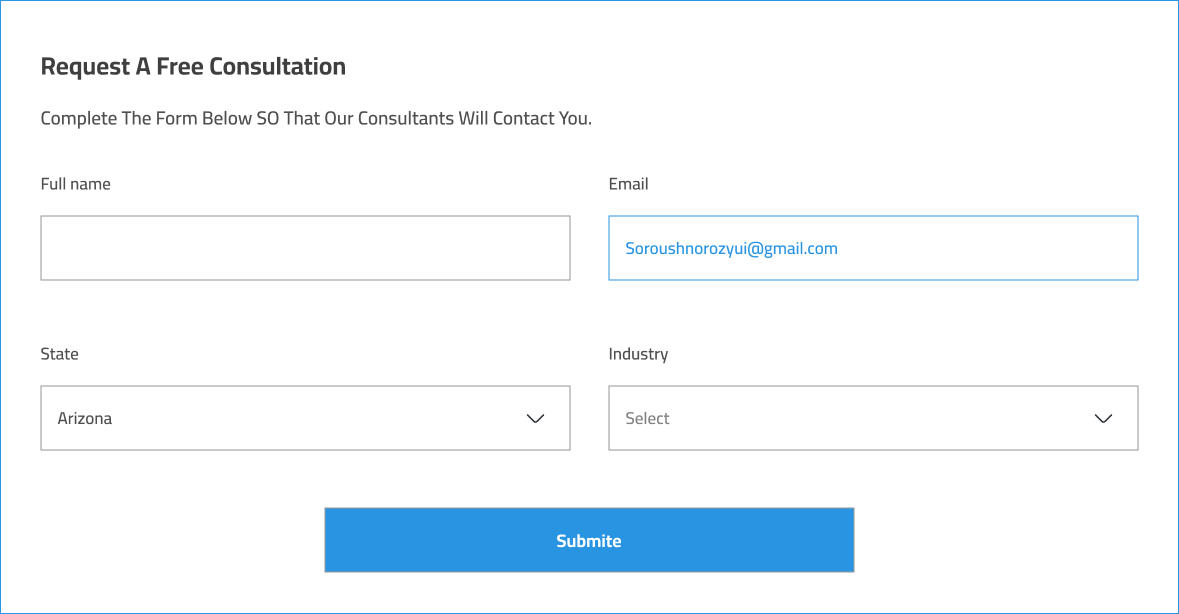 Request A Free Consultation
Complete The Form Below SO That Our Consultants Will Contact You.
Full name
Email
Soroushnorozyui@gmail.com
State
Industry
Arizona
Select
Submite